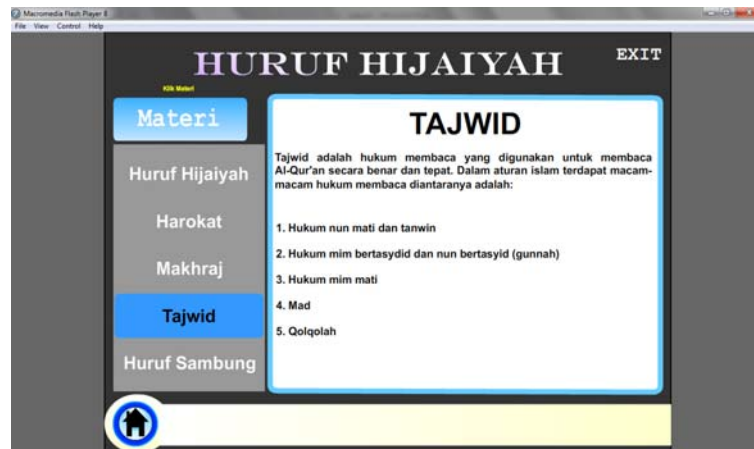 Macromedia Flash Player 8
File View Control Help
HURUF HIJAIYAH
EXIT
Klik Materi
Materi
Huruf Hijaiyah
Harokat
Makhraj
Tajwid
Huruf Sambung
TAJWID
Tajwid adalah hukum membaca yang digunakan untuk membaca
Al-Qur'an secara benar dan tepat. Dalam aturan islam terdapat macam-
macam hukum membaca diantaranya adalah:
1. Hukum nun mati dan tanwin
2. Hukum mim bertasydid dan nun bertasyid (gunnah)
3. Hukum mim mati
4. Mad
5. Qolqolah